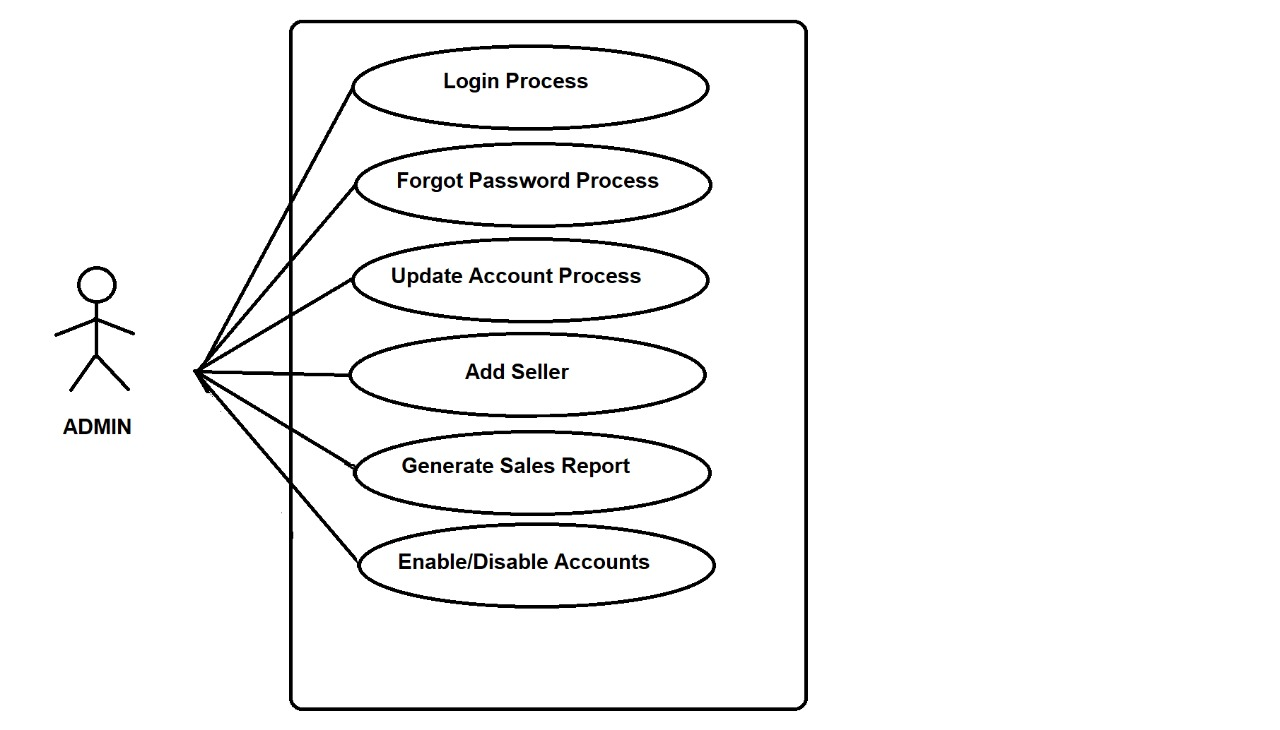 Login Process
Forgot Password Process
Update Account Process
Add Seller
ADMIN
Generate Sales Report
Enable/Disable Accounts